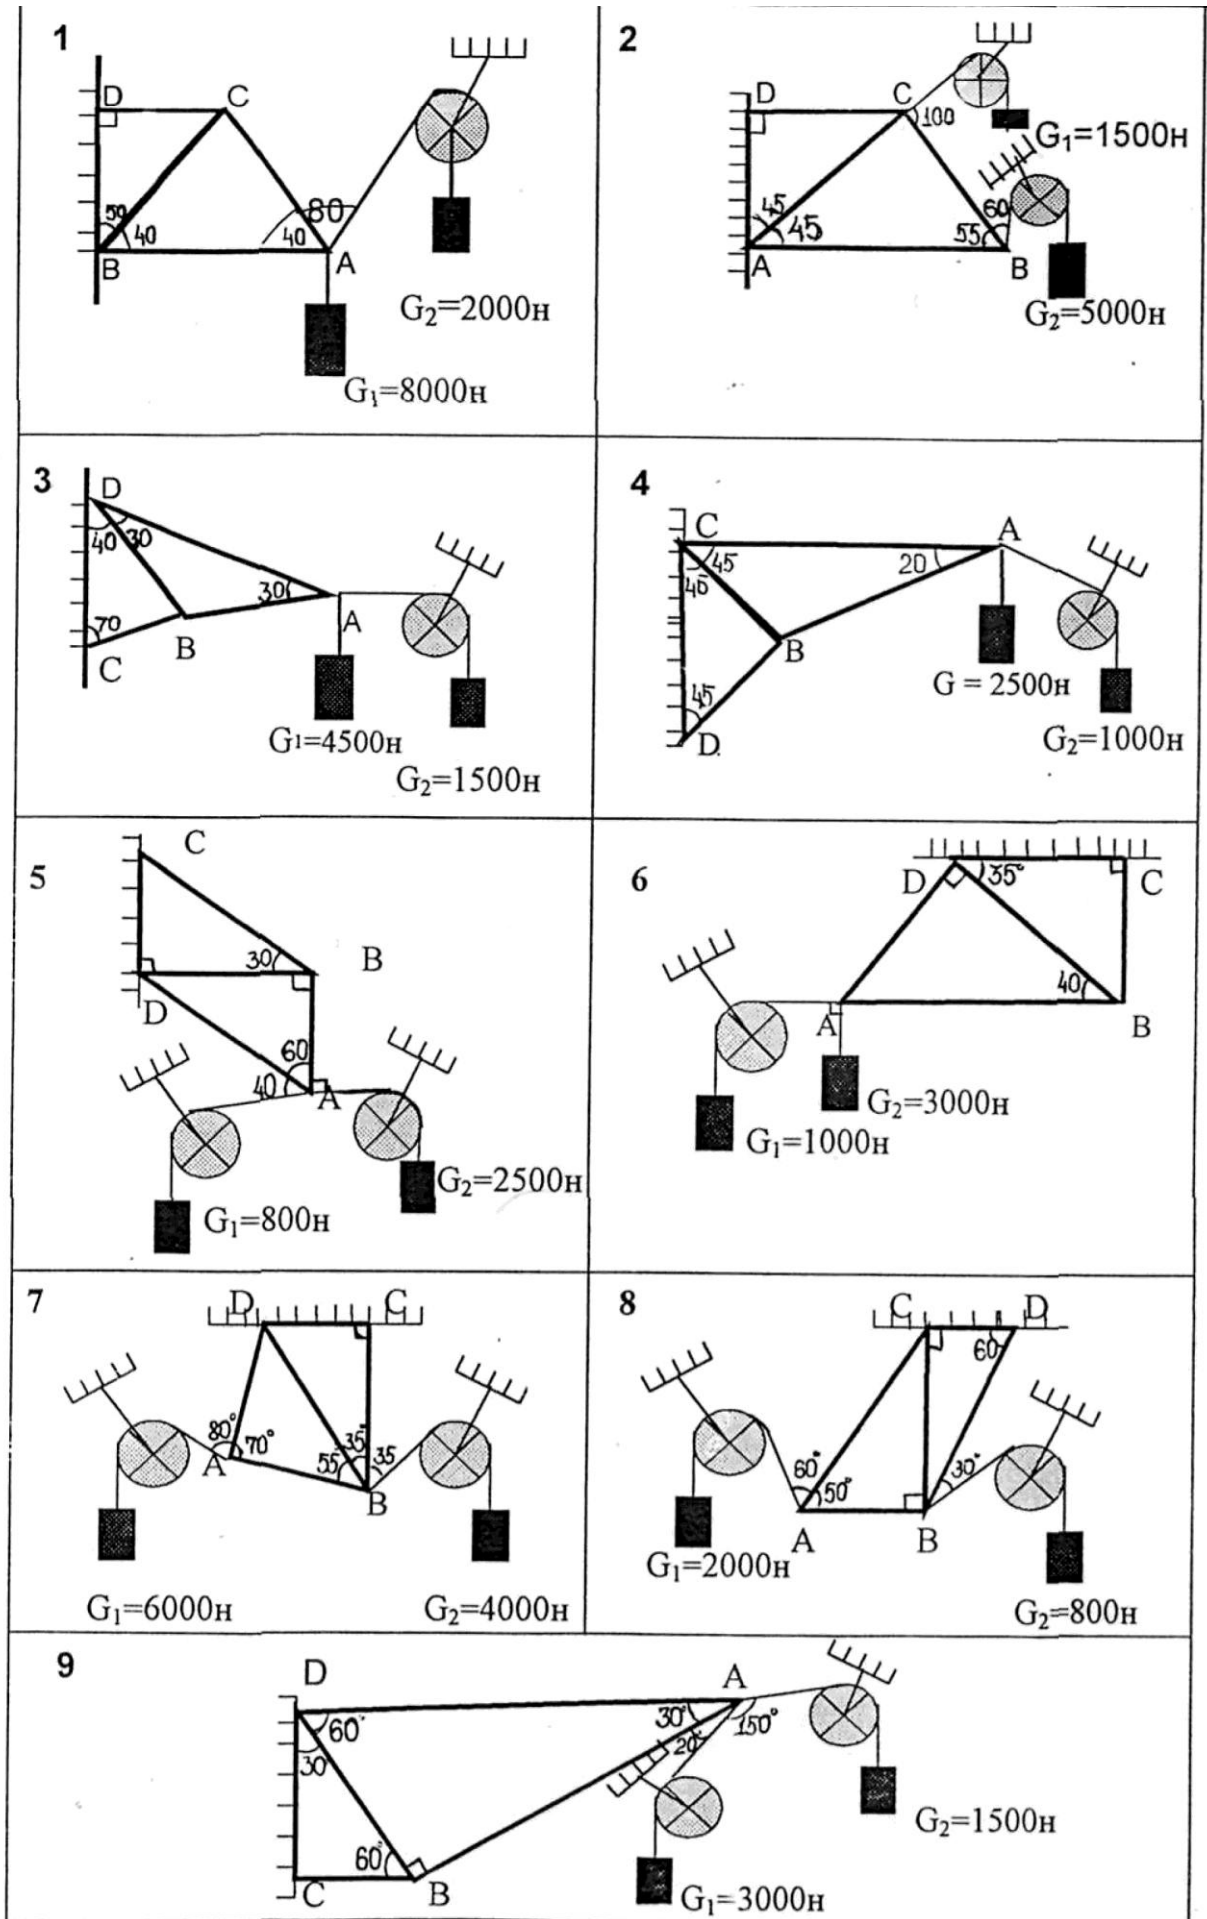 1
D
C
50
40
80
40
B
A
G₂=2000н
G₁=8000н
2
D
C
100
G₁=1500н
45
45
60
55
A
B
G₂=5000н
3
D
40
30
30
70
A
B
C
G₁=4500н
G₂=1500н
4
C
A
45
45
20
B
45
D.
G = 2500н
G₂=1000н
5
C
30
B
D
60
40
A
G₂=2500н
G₁=800н
6
D
35°
C
40
A
B
G₂=3000н
G₁=1000н
7
D
C
80°
70°
35°
55
35
A
B
G₁=6000н
G₂=4000н
8
C
D
60
60°
50°
30°
A
B
G₁=2000н
G₂=800н
9
D
A
60°
30°
150°
30
20°
60°
C
B
G₂=1500н
G₁=3000н